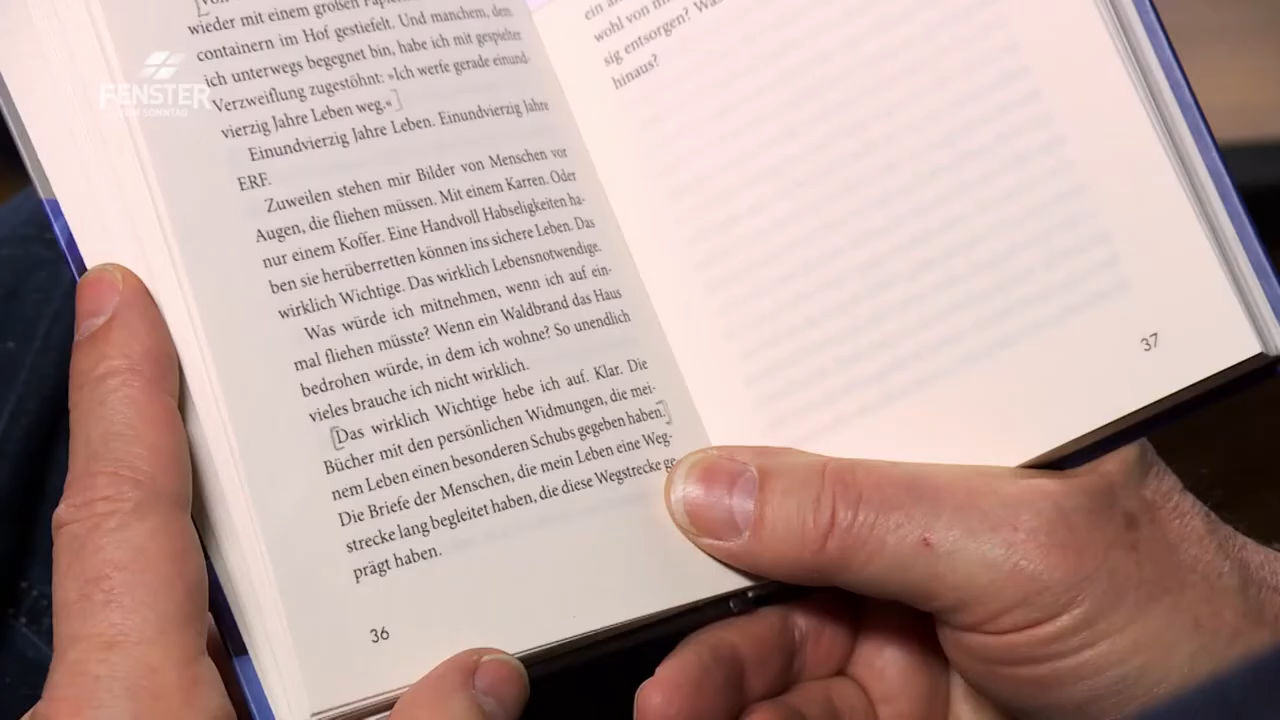 wieder mit einem großen Papier
containern im Hof gestiefelt. Und manchem, dem
ich unterwegs begegnet bin, habe ich mit gespielter
Verzweiflung zugestöhnt: »Ich werfe gerade einund-
vierzig Jahre Leben weg.«]
Einundvierzig Jahre Leben. Einundvierzig Jahre
ERF.
Zuweilen stehen mir Bilder von Menschen vor
Augen, die fliehen müssen. Mit einem Karren. Oder
nur einem Koffer. Eine Handvoll Habseligkeiten ha-
ben sie herüberretten können ins sichere Leben. Das
wirklich Wichtige. Das wirklich Lebensnotwendige.
Was würde ich mitnehmen, wenn ich auf ein-
mal fliehen müsste? Wenn ein Waldbrand das Haus
bedrohen würde, in dem ich wohne? So unendlich
vieles brauche ich nicht wirklich.
[Das wirklich Wichtige hebe ich auf. Klar. Die
Bücher mit den persönlichen Widmungen, die mei-
nem Leben einen besonderen Schubs gegeben haben.]
Die Briefe der Menschen, die mein Leben eine Weg-
strecke lang begleitet haben, die diese Wegstrecke ge
prägt haben.
36
ein
wohl von
sig entsorgen? Was
hinaus?
37
FENSTER
ZUM SONNTAG